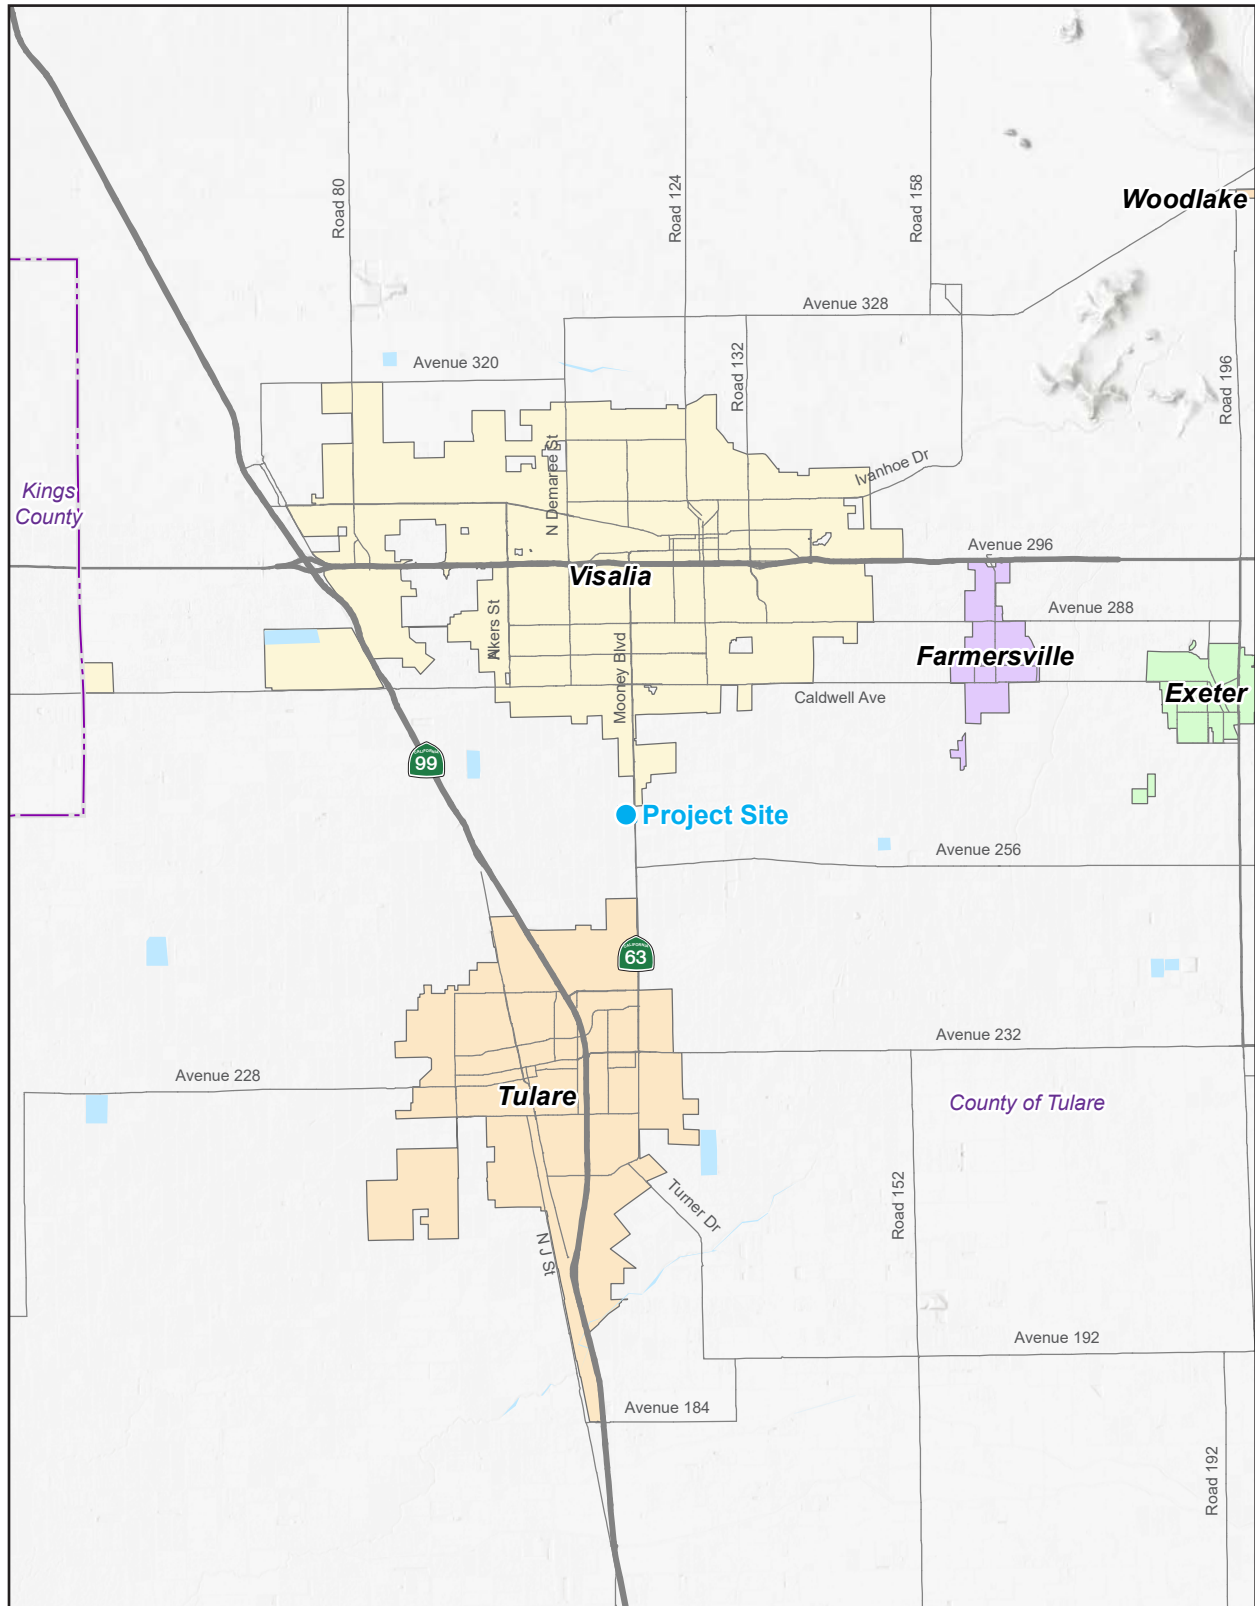 Road 80
Road 124
Road 158
Woodlake
Avenue 328
Avenue 320
Road 132
Road 196
N Demaree St
Ivanhoe Dr
Kings
County
Avenue 296
Visalia
Avenue 288
Akers St
Mooney Blvd
Farmersville
Exeter
Caldwell Ave
CALIFORNIA
99
Project Site
Avenue 256
CALIFORNIA
63
Avenue 232
Avenue 228
Tulare
County of Tulare
Road 152
Turner Dr
N J St
Avenue 192
Avenue 184
Road 192